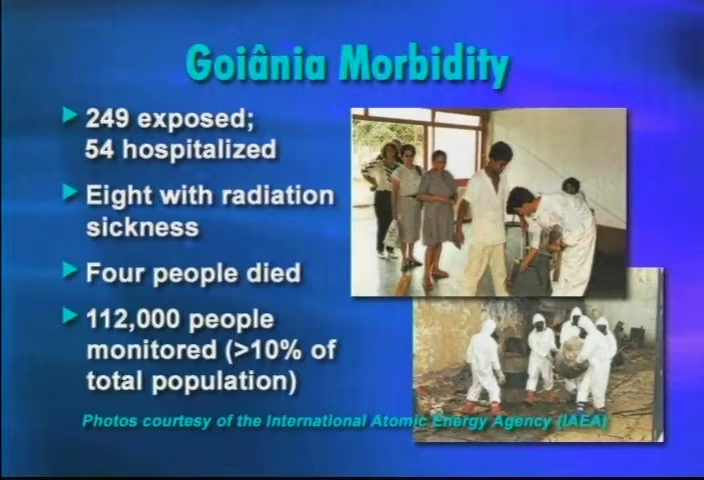 Goiânia Morbidity
249 exposed;
54 hospitalized
Eight with radiation
sickness
Four people died
112,000 people
monitored (>10% of
total population)
Photos courtesy of the International Atomic Energy Agency (IAEA)